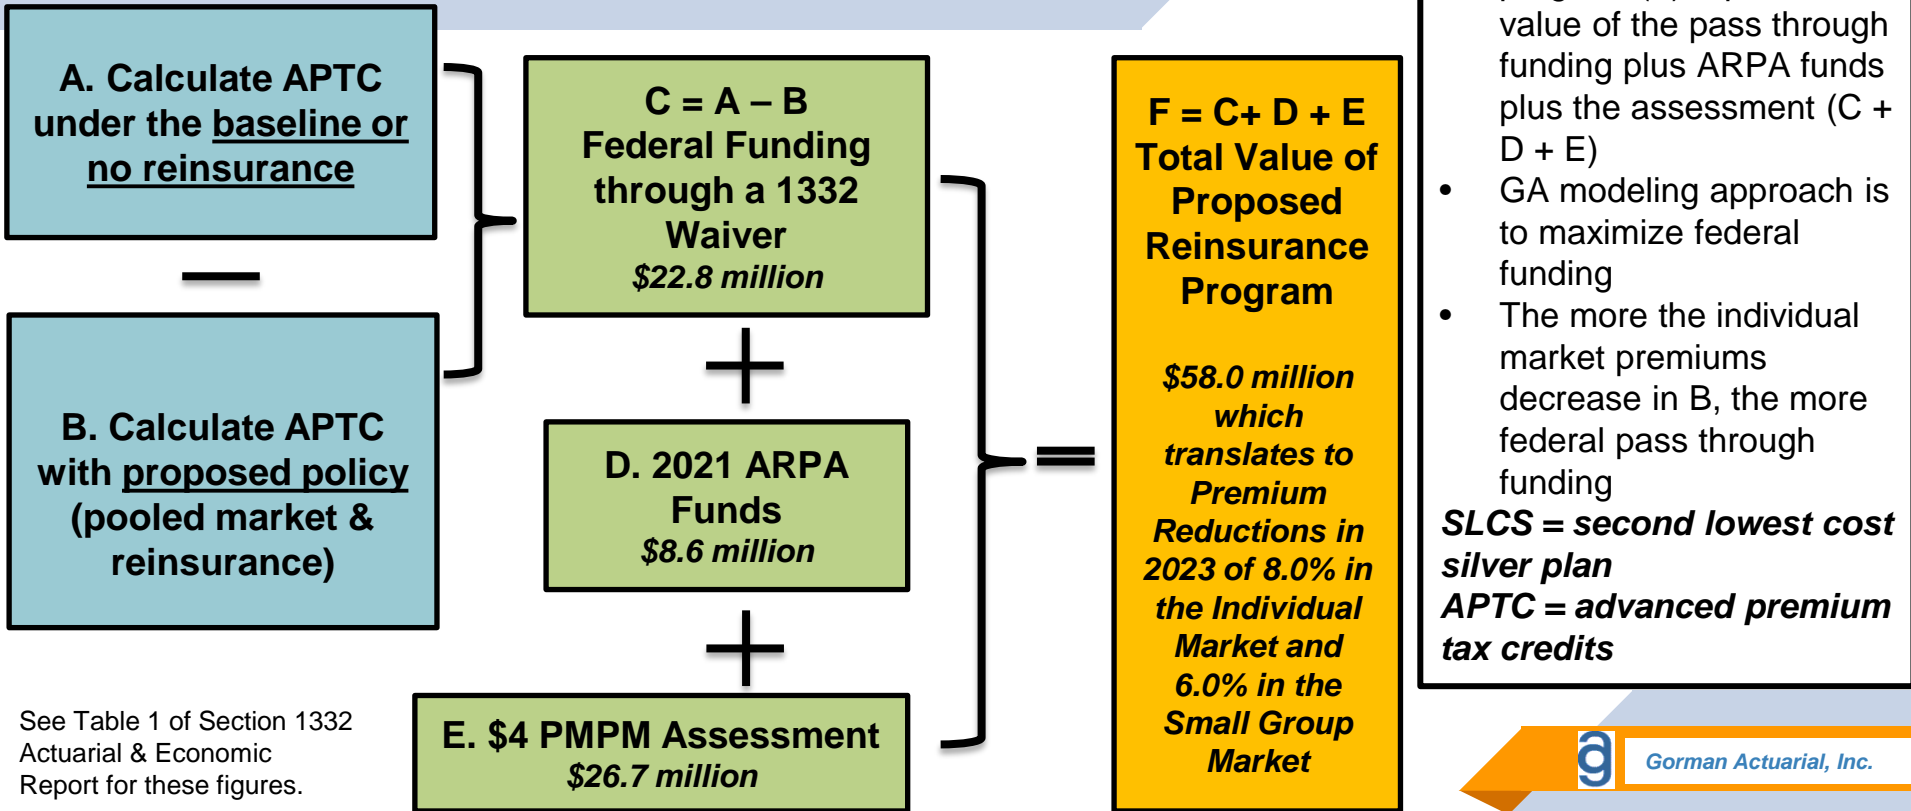 A. Calculate APTC
under the baseline or
no reinsurance
B. Calculate APTC
with proposed policy
(pooled market &
reinsurance)
C = A – B
Federal Funding
through a 1332
Waiver
$22.8 million
D. 2021 ARPA
Funds
$8.6 million
E. $4 PMPM Assessment
$26.7 million
F = C+ D + E
Total Value of
Proposed
Reinsurance
Program
$58.0 million
which
translates to
Premium
Reductions in
2023 of 8.0% in
the Individual
Market and
6.0% in the
Small Group
Market
value of the pass through
funding plus ARPA funds
plus the assessment (C +
D + E)
• GA modeling approach is
to maximize federal
funding
• The more the individual
market premiums
decrease in B, the more
federal pass through
funding
SLCS = second lowest cost
silver plan
APTC = advanced premium
tax credits
See Table 1 of Section 1332
Actuarial & Economic
Report for these figures.
Gorman Actuarial, Inc.